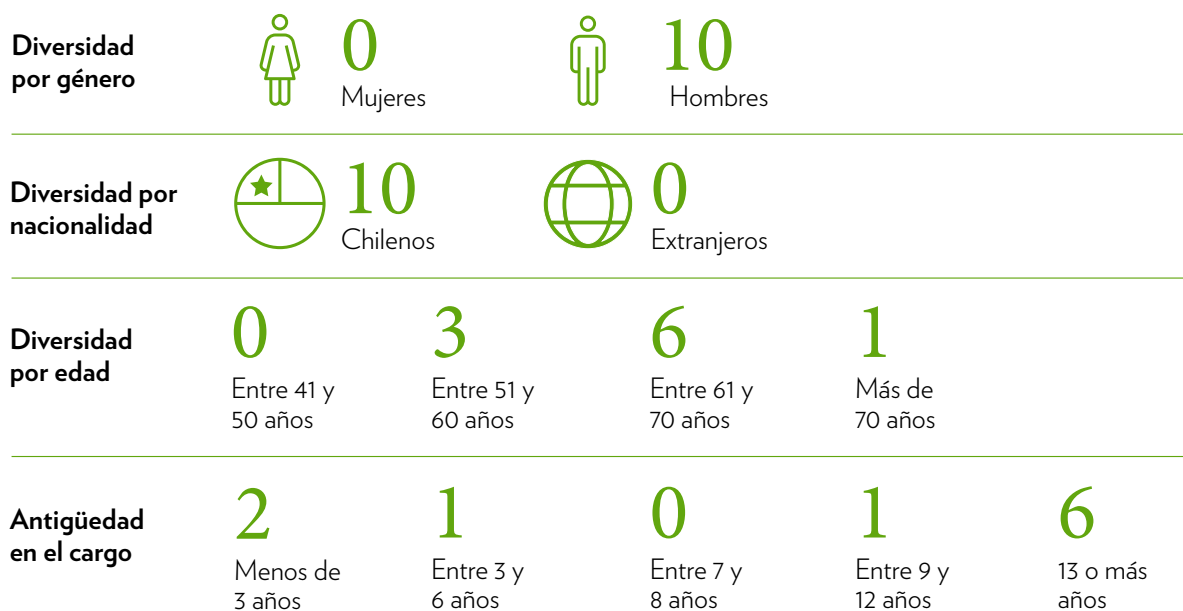 Diversidad
por género
0
Mujeres
10
Hombres
Diversidad por
nacionalidad
10
Chilenos
0
Extranjeros
Diversidad
por edad
0
Entre 41 y
50 años
3
Entre 51 y
60 años
6
Entre 61 y
70 años
1
Más de
70 años
Antigüedad
en el cargo
2
Menos de
3 años
1
Entre 3 y
6 años
0
Entre 7 y
8 años
1
Entre 9 y
12 años
6
13 o más
años